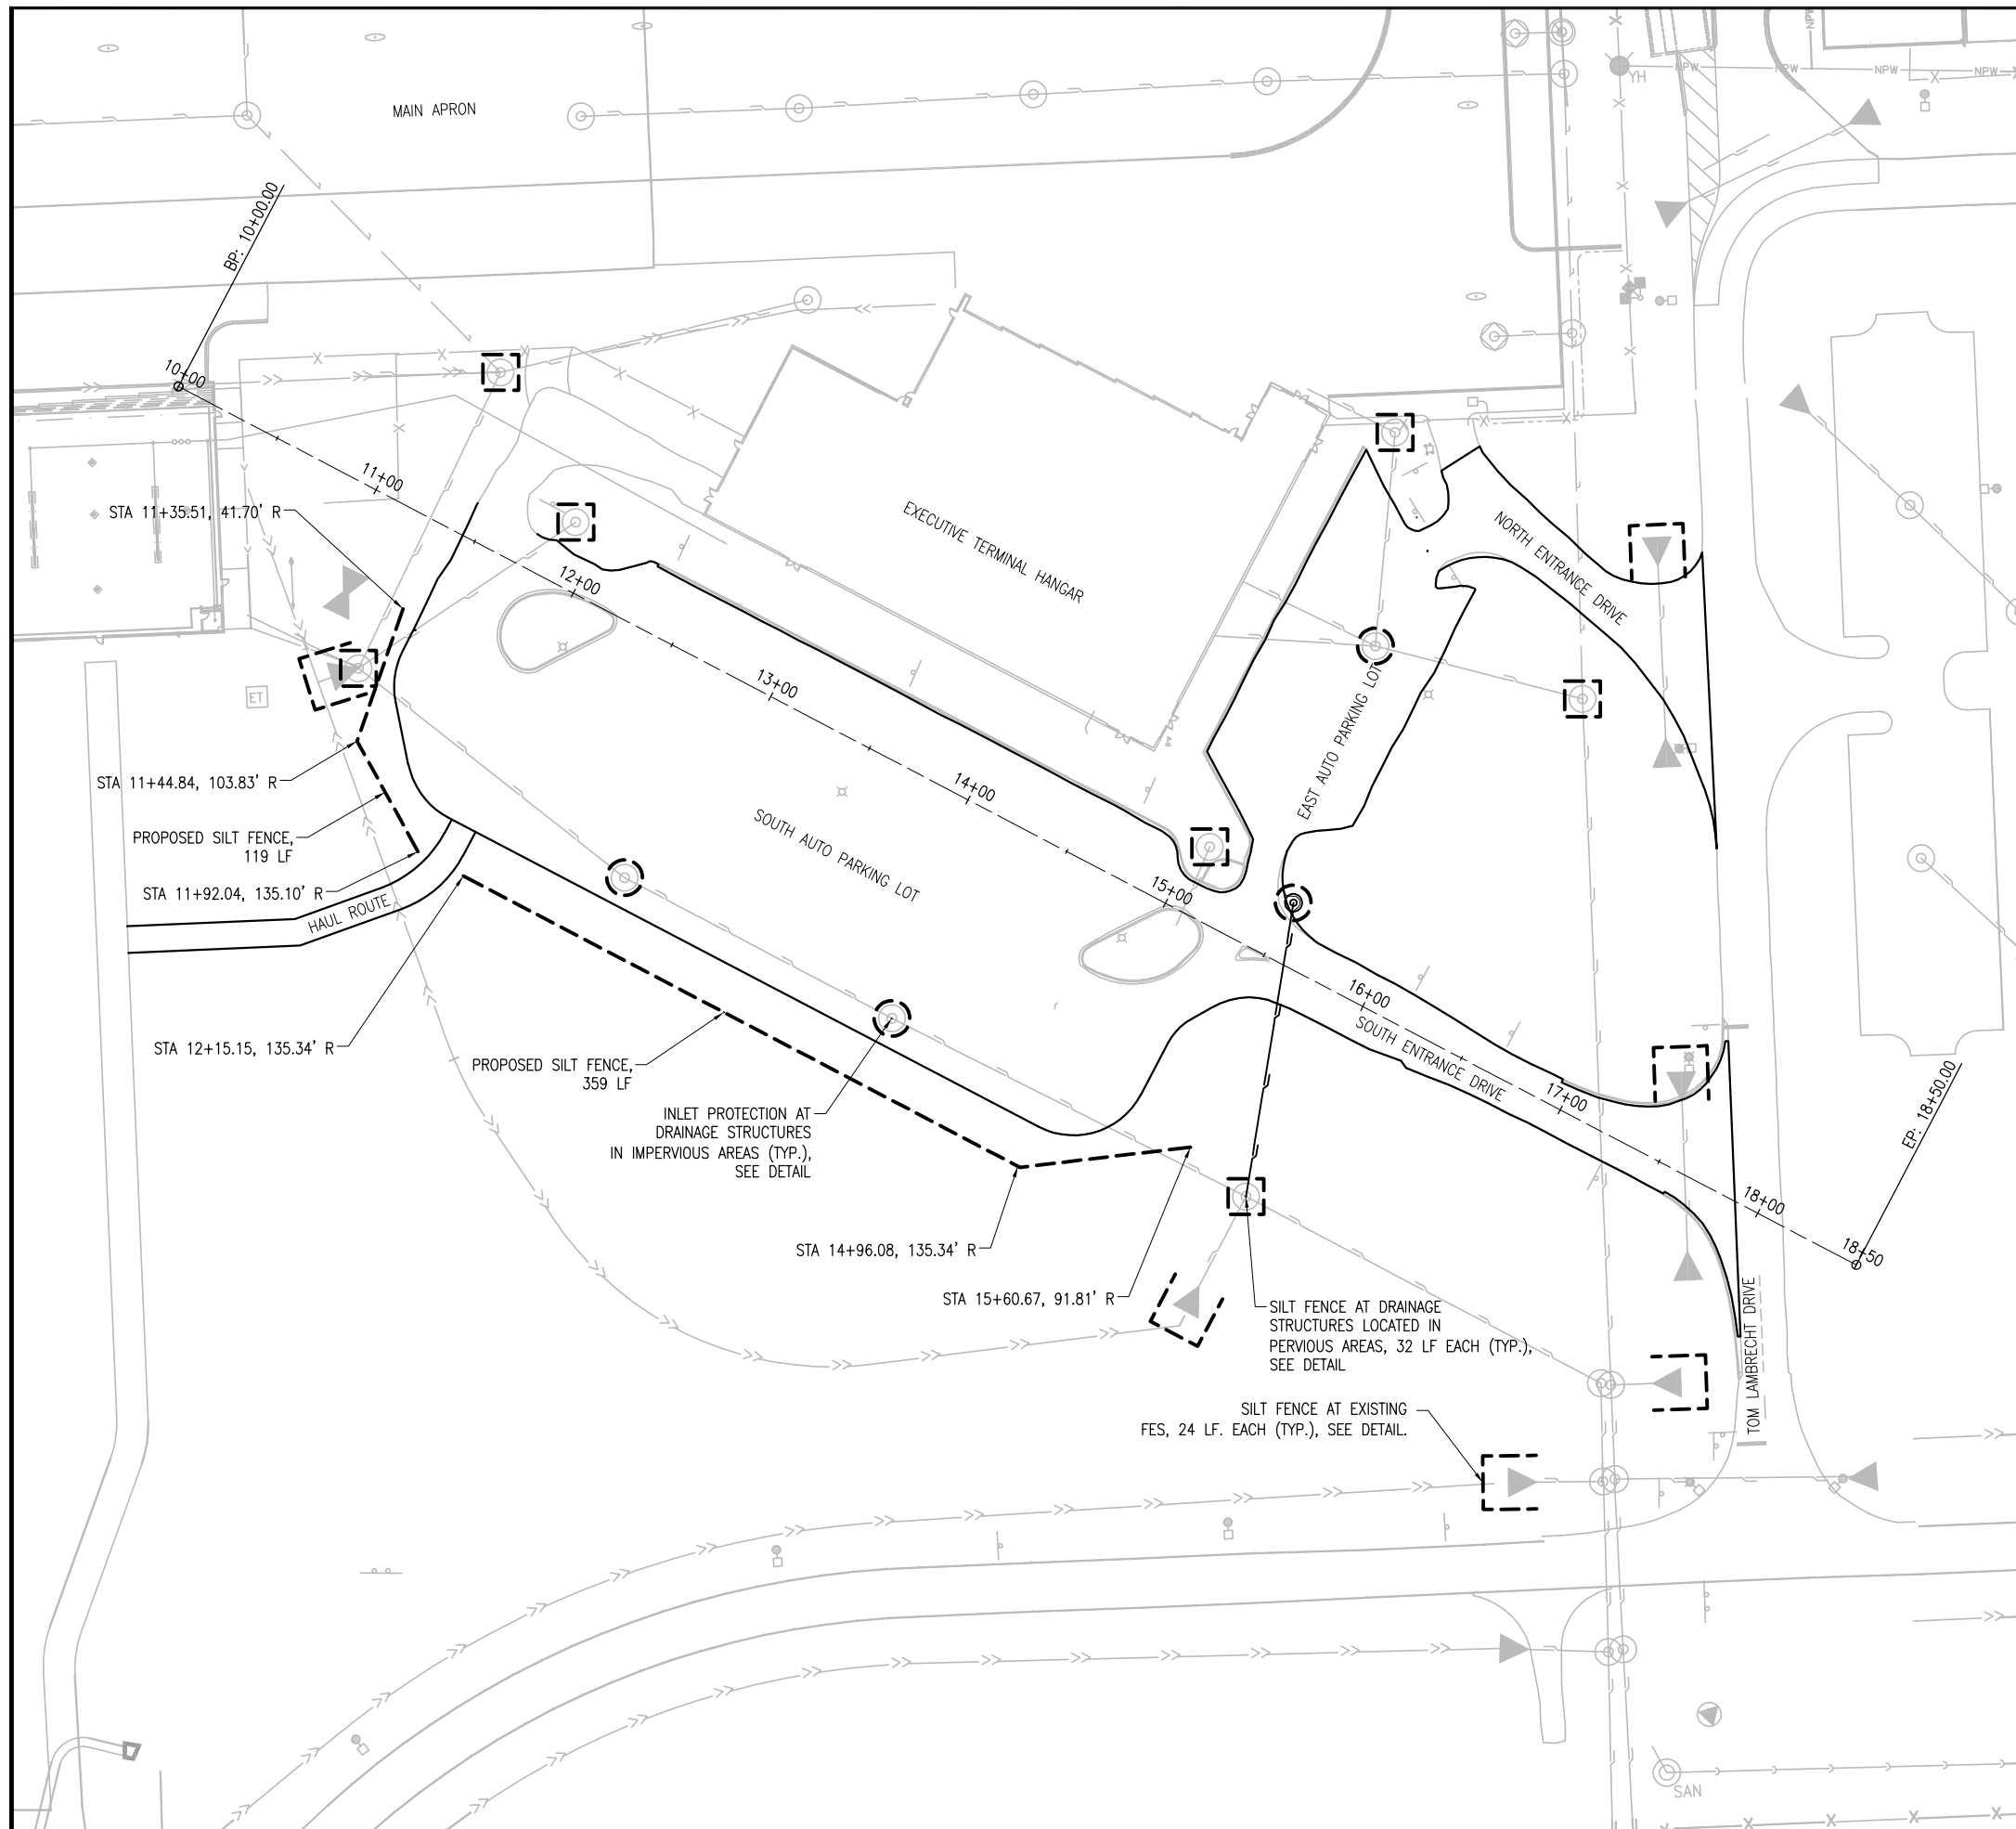 MAIN APRON
NPW
NPW
NPW
NPW
NPW
YH
BP: 10+00.00
10+00
11+00
STA 11+35.51, 41.70' R
12+00
EXECUTIVE TERMINAL HANGAR
NORTH ENTRANCE DRIVE
13+00
ET
STA 11+44.84, 103.83' R
14+00
EAST AUTO PARKING LOT
SOUTH AUTO PARKING LOT
PROPOSED SILT FENCE,
119 LF
STA 11+92.04, 135.10' R
HAUL ROUTE
15+00
16+00
SOUTH ENTRANCE DRIVE
STA 12+15.15, 135.34' R
PROPOSED SILT FENCE,
359 LF
17+00
EP: 18+50.00
INLET PROTECTION AT
DRAINAGE STRUCTURES
IN IMPERVIOUS AREAS (TYP.),
SEE DETAIL
18+00
18+50
STA 14+96.08, 135.34' R
STA 15+60.67, 91.81' R
SILT FENCE AT DRAINAGE
STRUCTURES LOCATED IN
PERVIOUS AREAS, 32 LF EACH (TYP.),
SEE DETAIL
TOM LAMBRECHT DRIVE
SILT FENCE AT EXISTING
FES, 24 LF. EACH (TYP.), SEE DETAIL.
SAN